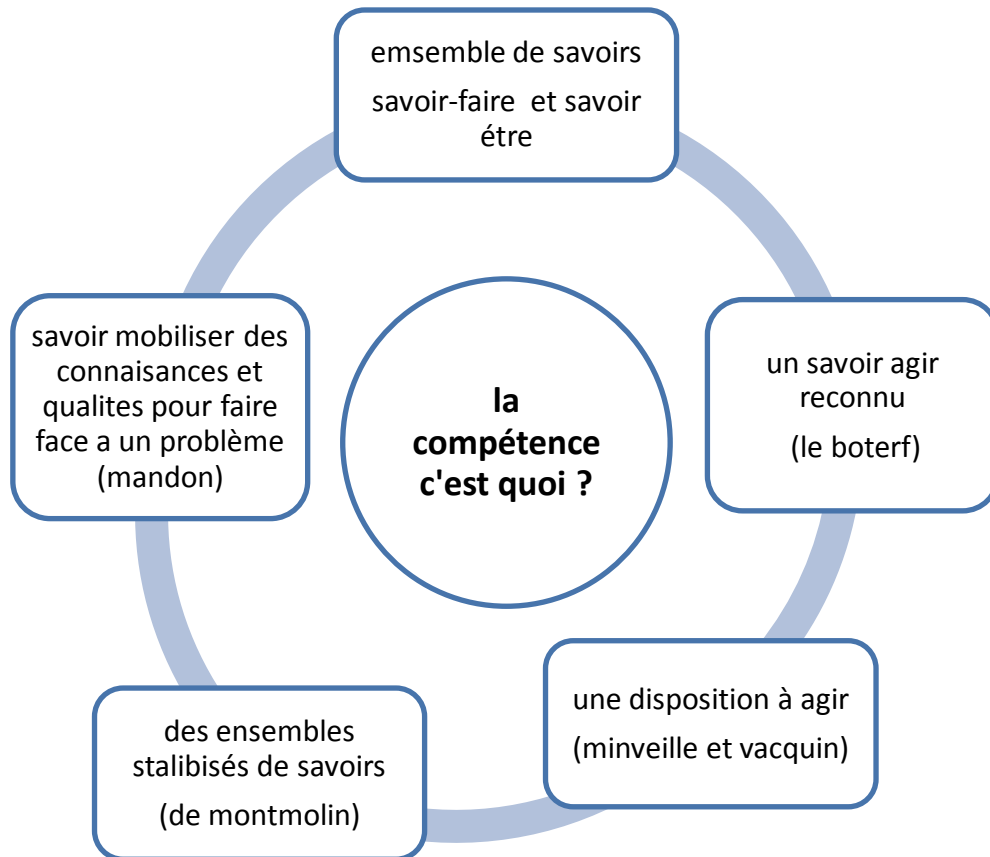 emsemble de savoirs
savoir-faire et savoir
étre
un savoir agir
reconnu
(le boterf)
une disposition à agir
(minveille et vacquin)
des ensembles
stalibisés de savoirs
(de montmolin)
savoir mobiliser des
connaisances et
qualites pour faire
face a un problème
(mandon)
la
compétence
c'est quoi ?